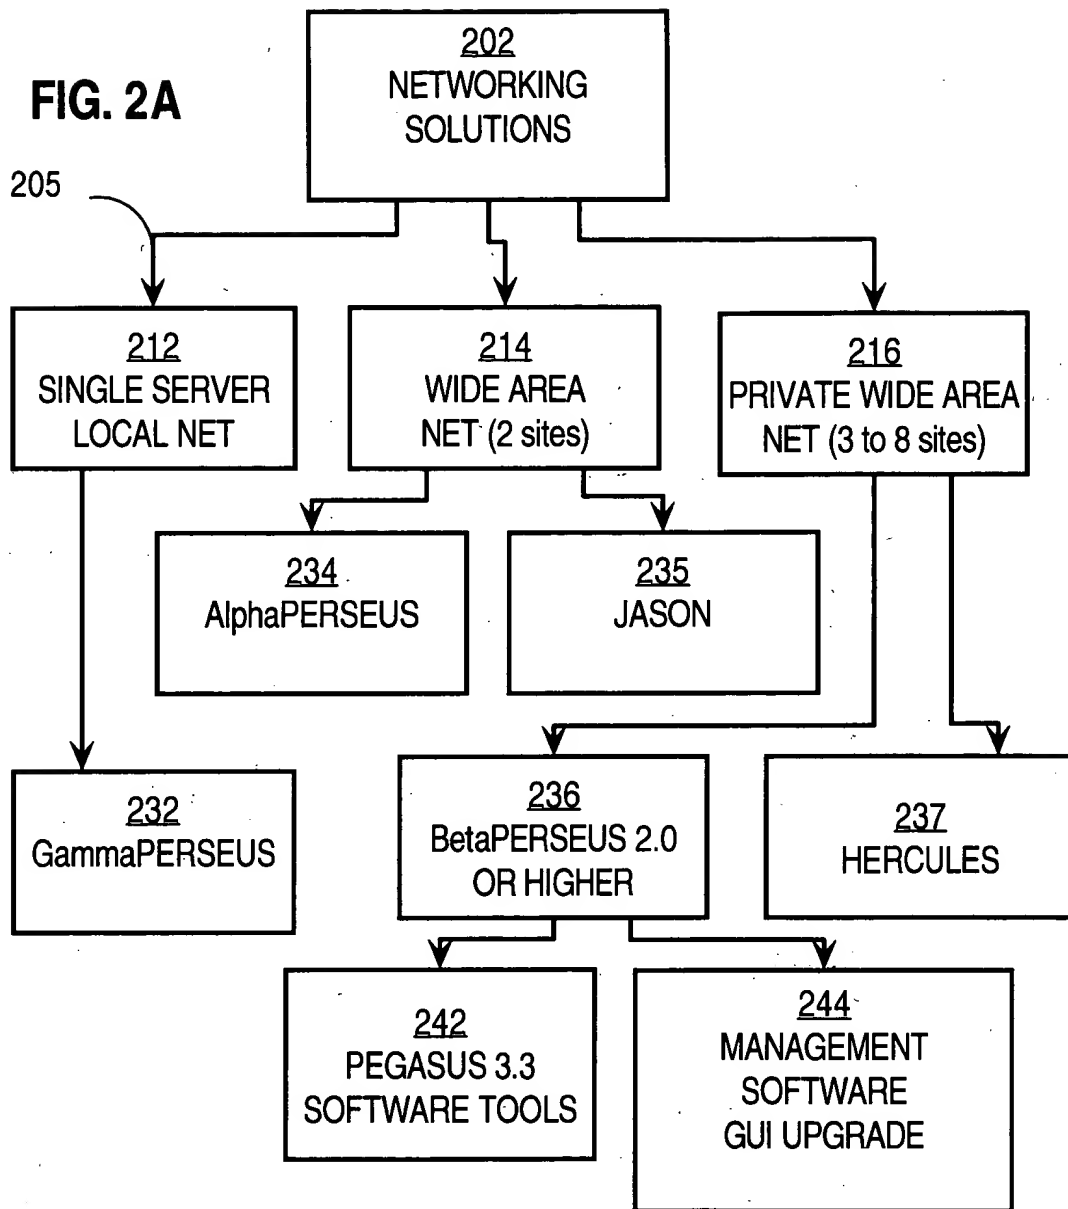 202
NETWORKING
SOLUTIONS
FIG. 2A
205
212
SINGLE SERVER
LOCAL NET
214
WIDE AREA
NET (2 sites)
216
PRIVATE WIDE AREA
NET (3 to 8 sites)
234
AlphaPERSEUS
235
JASON
232
GammaPERSEUS
236
BetaPERSEUS 2.0
OR HIGHER
237
HERCULES
242
PEGASUS 3.3
SOFTWARE TOOLS
244
MANAGEMENT
SOFTWARE
GUI UPGRADE